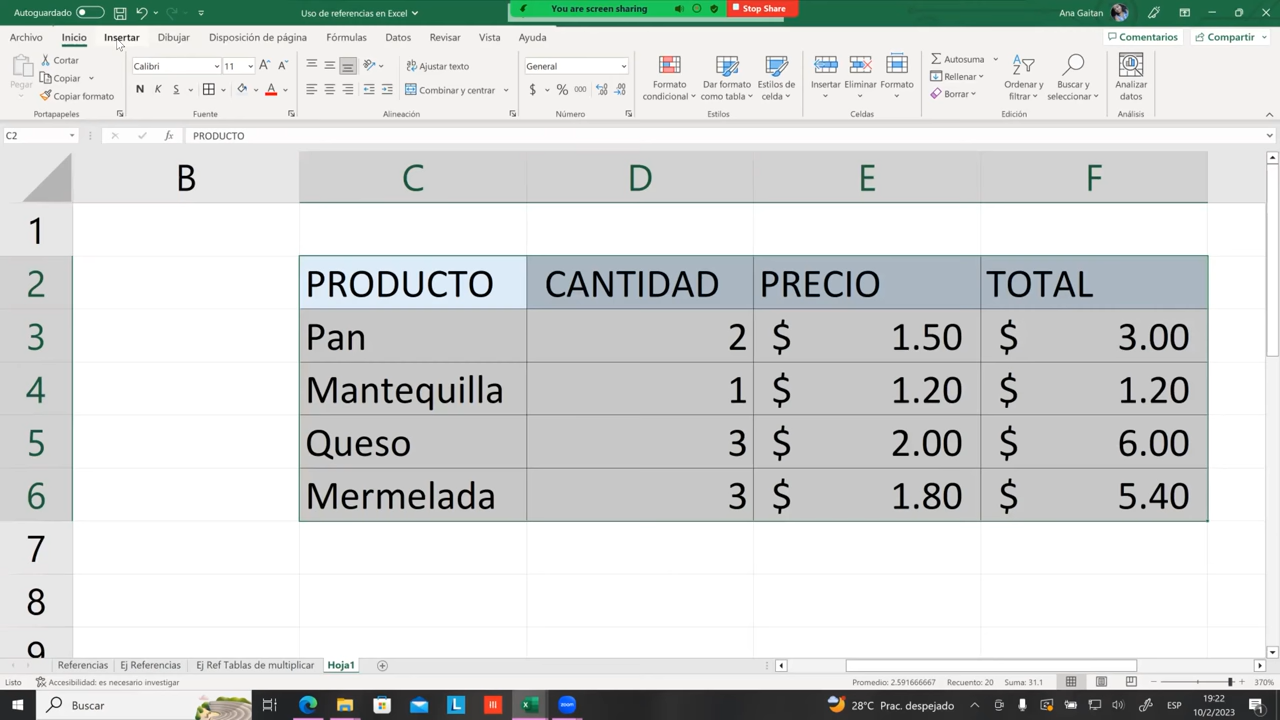 Autoguardado
Uso de referencias en Excel
You are screen sharing
Stop Share
Ana Gaitan
Archivo Inicio Insertar Dibujar Disposición de página Fórmulas Datos Revisar Vista Ayuda
Comentarios
Compartir
Pegar
Cortar
Copiar
Copiar formato
Portapapeles
Calibri 11
N K S
Fuente
Ajustar texto
Combinar y centrar
Alineación
General
$ % 000
Número
Formato condicional
Dar formato como tabla
Estilos de celda
Estilos
Insertar Eliminar Formato
Celdas
Autosuma
Rellenar
Borrar
Ordenar y filtrar
Buscar y seleccionar
Edición
Analizar datos
Análisis
C2 fx PRODUCTO
B C D E F
1
2 PRODUCTO CANTIDAD PRECIO TOTAL
3 Pan 2 $ 1.50 $ 3.00
4 Mantequilla 1 $ 1.20 $ 1.20
5 Queso 3 $ 2.00 $ 6.00
6 Mermelada 3 $ 1.80 $ 5.40
7
8
9
Referencias Ej Referencias Ej Ref Tablas de multiplicar Hoja1
Listo Accesibilidad: es necesario investigar Promedio: 2.591666667 Recuento: 20 Suma: 31.1 370%
Buscar
28°C Prac. despejado ESP 19:22
10/2/2023